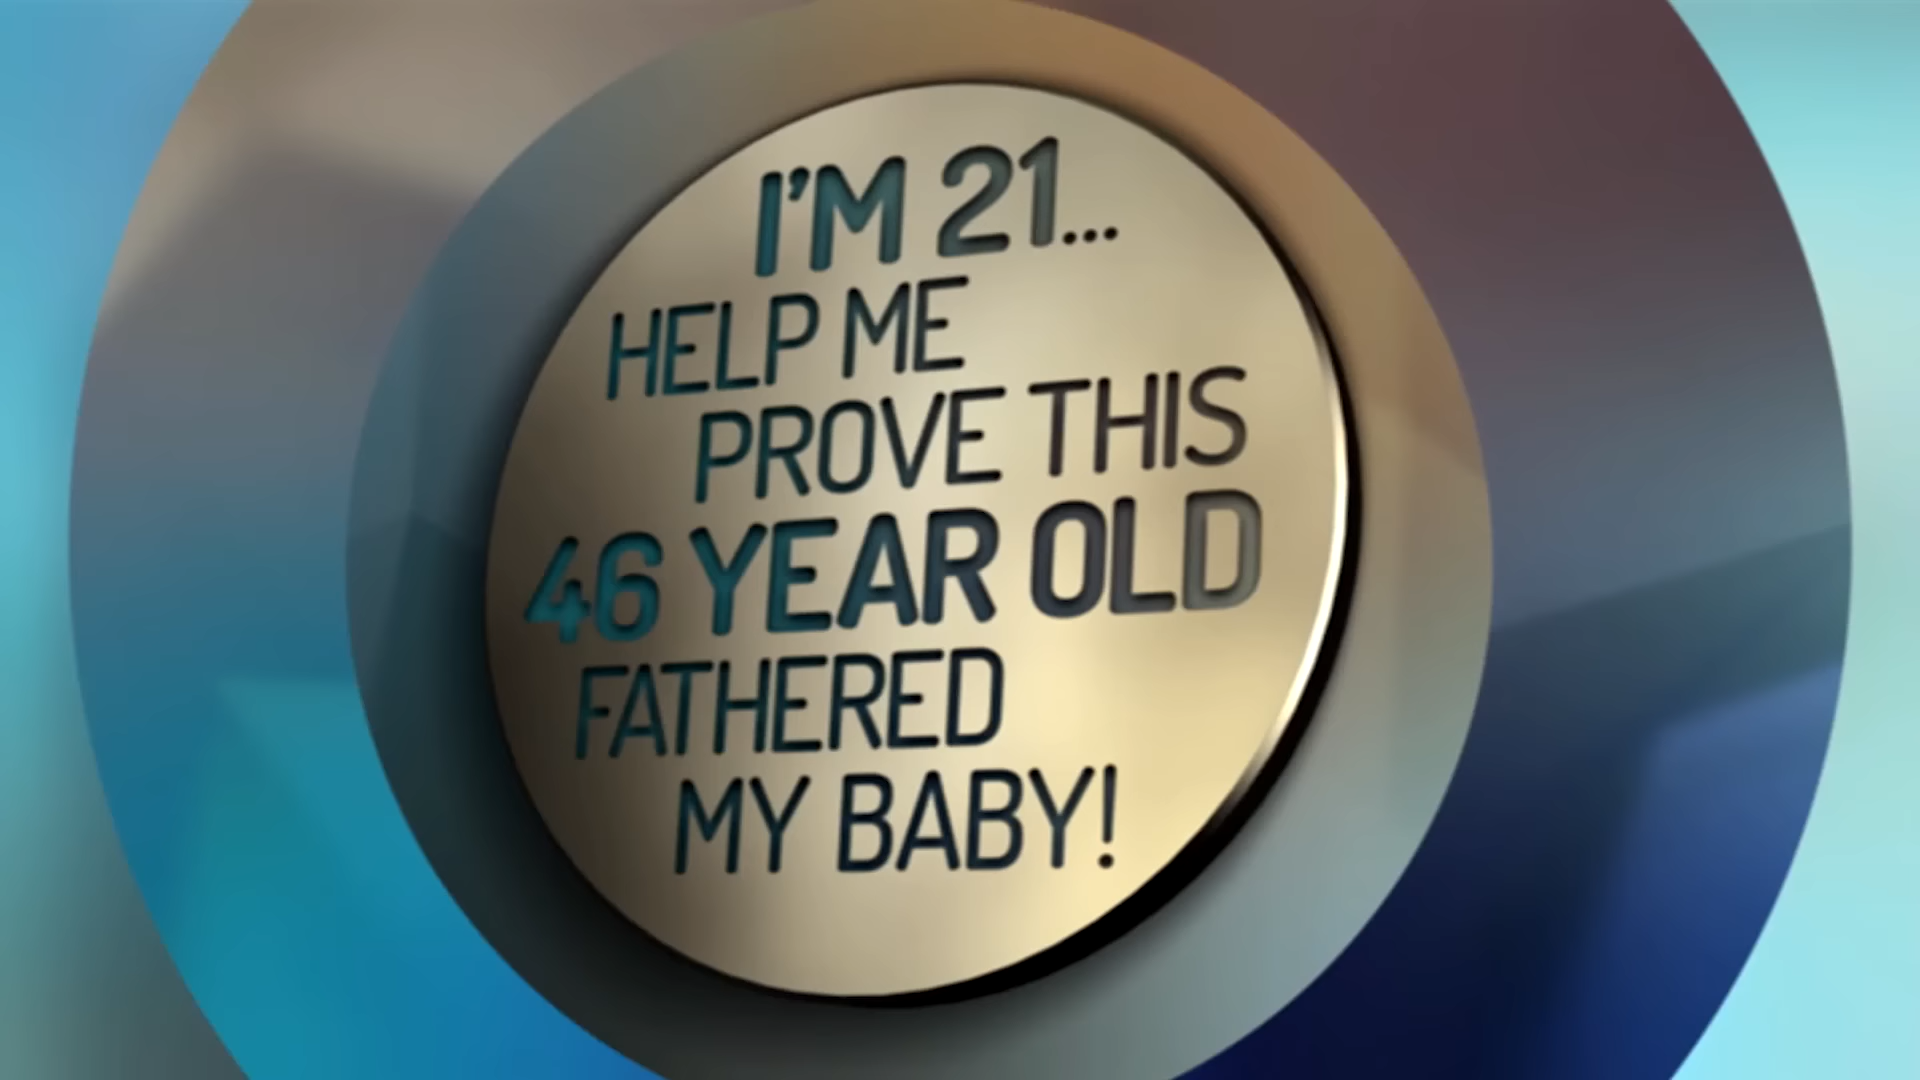 I'M 21...
HELP ME
PROVE THIS
46 YEAR OLD
FATHERED
MY BABY!